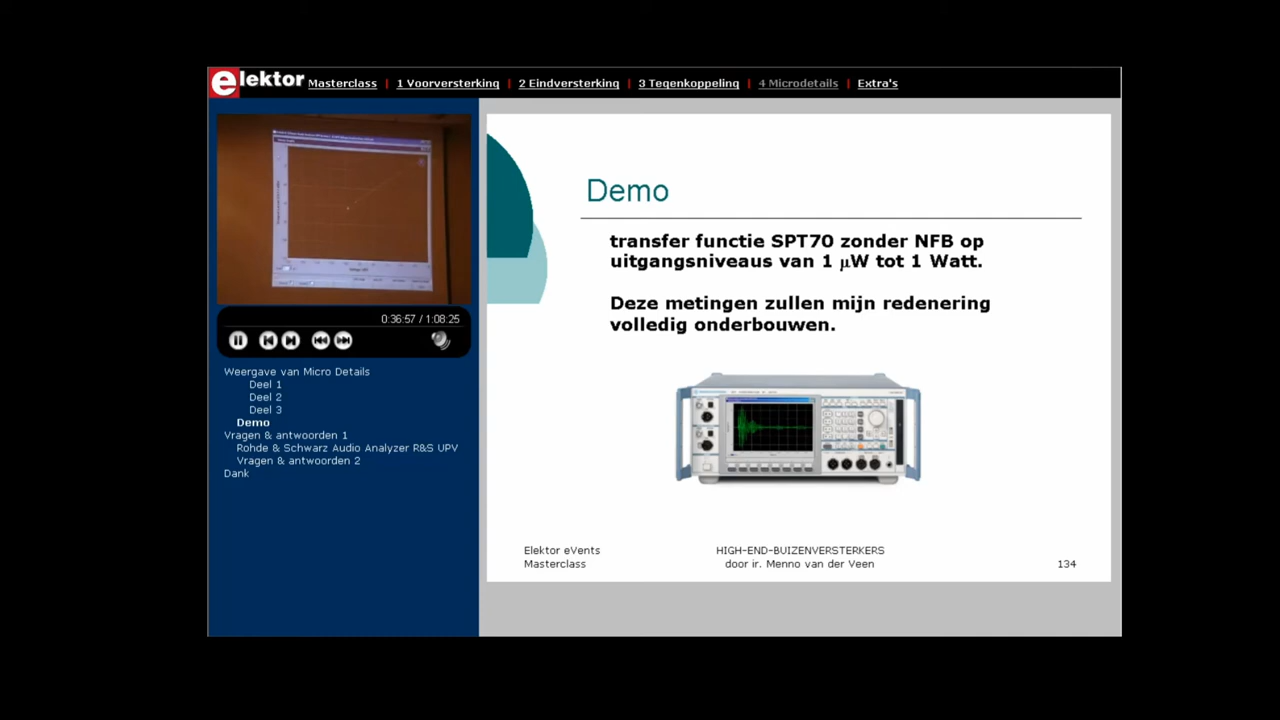 elektor Masterclass | 1 Voorversterking | 2 Eindversterking | 3 Tegenkoppeling | 4 Microdetails | Extra's
0:36:57 / 1:08:25
Weergave van Micro Details
Deel 1
Deel 2
Deel 3
Demo
Vragen & antwoorden 1
Rohde & Schwarz Audio Analyzer R&S UPV
Vragen & antwoorden 2
Dank
Demo
transfer functie SPT70 zonder NFB op
uitgangsniveaus van 1 μW tot 1 Watt.
Deze metingen zullen mijn redenering
volledig onderbouwen.
Elektor eVents
Masterclass
HIGH-END-BUIZENVERSTERKERS
door ir. Menno van der Veen
134